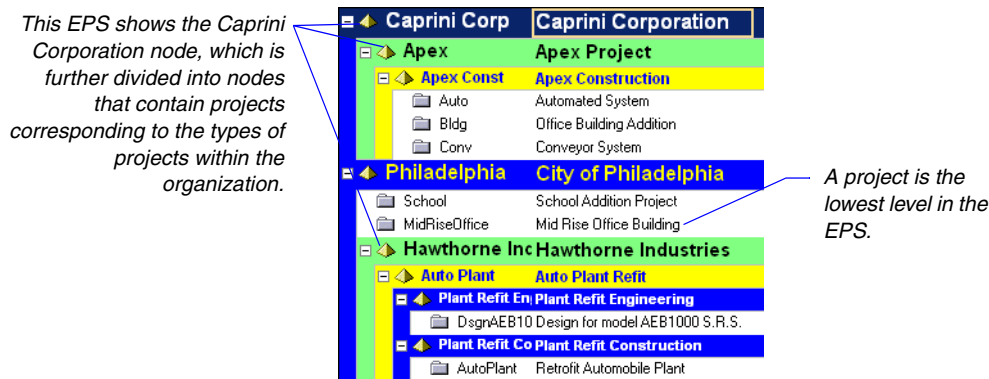 This EPS shows the Caprini
Corporation node, which is
further divided into nodes
that contain projects
corresponding to the types of
projects within the
organization.
Caprini Corp Caprini Corporation
Apex Apex Project
Apex Const Apex Construction
Auto Automated System
Bldg Office Building Addition
Conv Conveyor System
Philadelphia City of Philadelphia
School School Addition Project
MidRiseOffice Mid Rise Office Building
Hawthorne Inc Hawthorne Industries
Auto Plant Auto Plant Refit
Plant Refit En Plant Refit Engineering
DsgnAEB10 Design for model AEB1000 S.R.S.
Plant Refit Co Plant Refit Construction
AutoPlant Retrofit Automobile Plant
A project is the
lowest level in the
EPS.